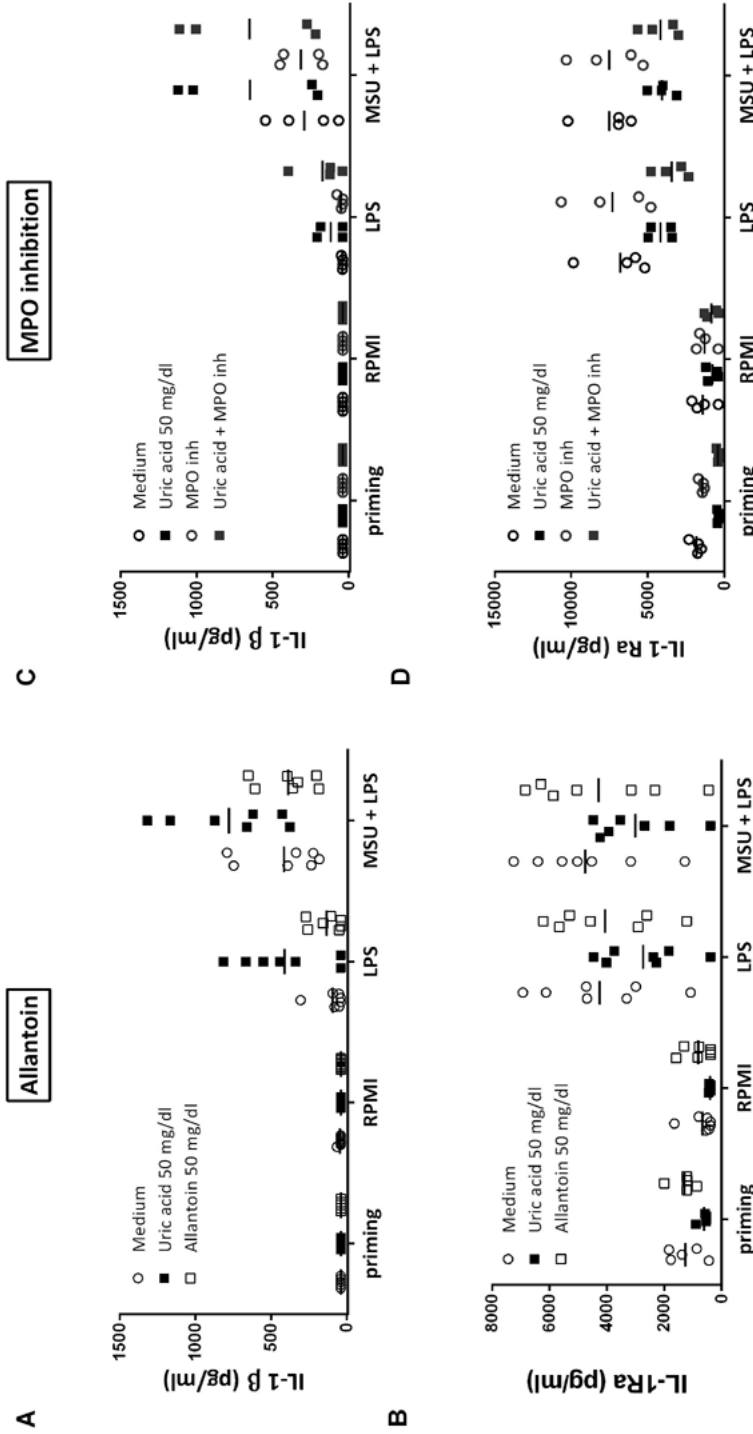 Allantoin
A
IL-1 β (pg/ml)
1500
1000
500
0
Medium
Uric acid 50 mg/dl
Allantoin 50 mg/dl
priming
RPMI
LPS
MSU + LPS
B
IL-1Ra (pg/ml)
8000
6000
4000
2000
0
Medium
Uric acid 50 mg/dl
Allantoin 50 mg/dl
priming
RPMI
LPS
MSU + LPS
MPO inhibition
C
IL-1 β (pg/ml)
1500
1000
500
0
Medium
Uric acid 50 mg/dl
MPO inh
Uric acid + MPO inh
priming
RPMI
LPS
MSU + LPS
D
IL-1 Ra (pg/ml)
15000
10000
5000
0
Medium
Uric acid 50 mg/dl
MPO inh
Uric acid + MPO inh
priming
RPMI
LPS
MSU + LPS